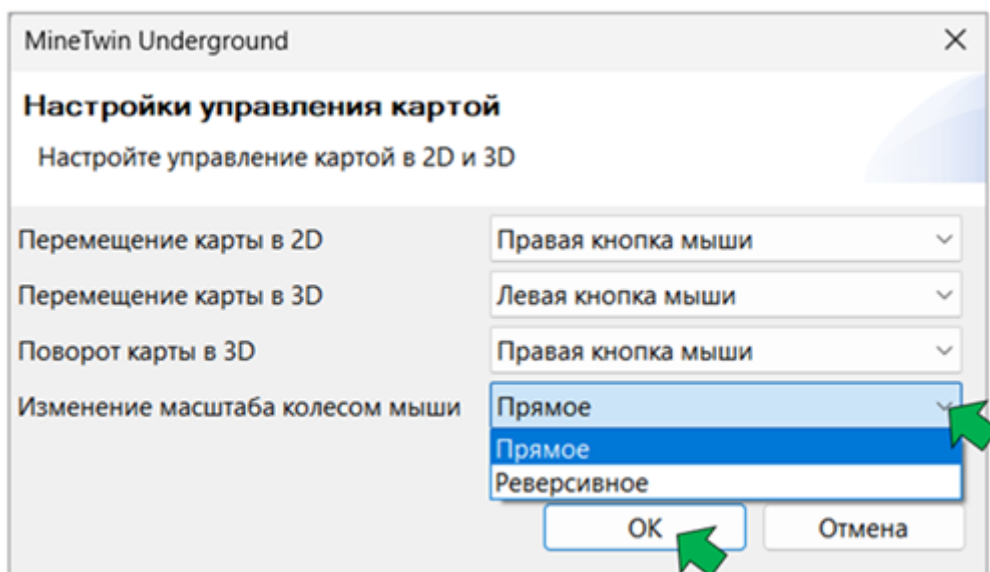 MineTwin Underground
Настройки управления картой
Настройте управление картой в 2D и 3D
Перемещение карты в 2D Правая кнопка мыши
Перемещение карты в 3D Левая кнопка мыши
Поворот карты в 3D Правая кнопка мыши
Изменение масштаба колесом мыши Прямое
Прямое
Реверсивное
ОК Отмена